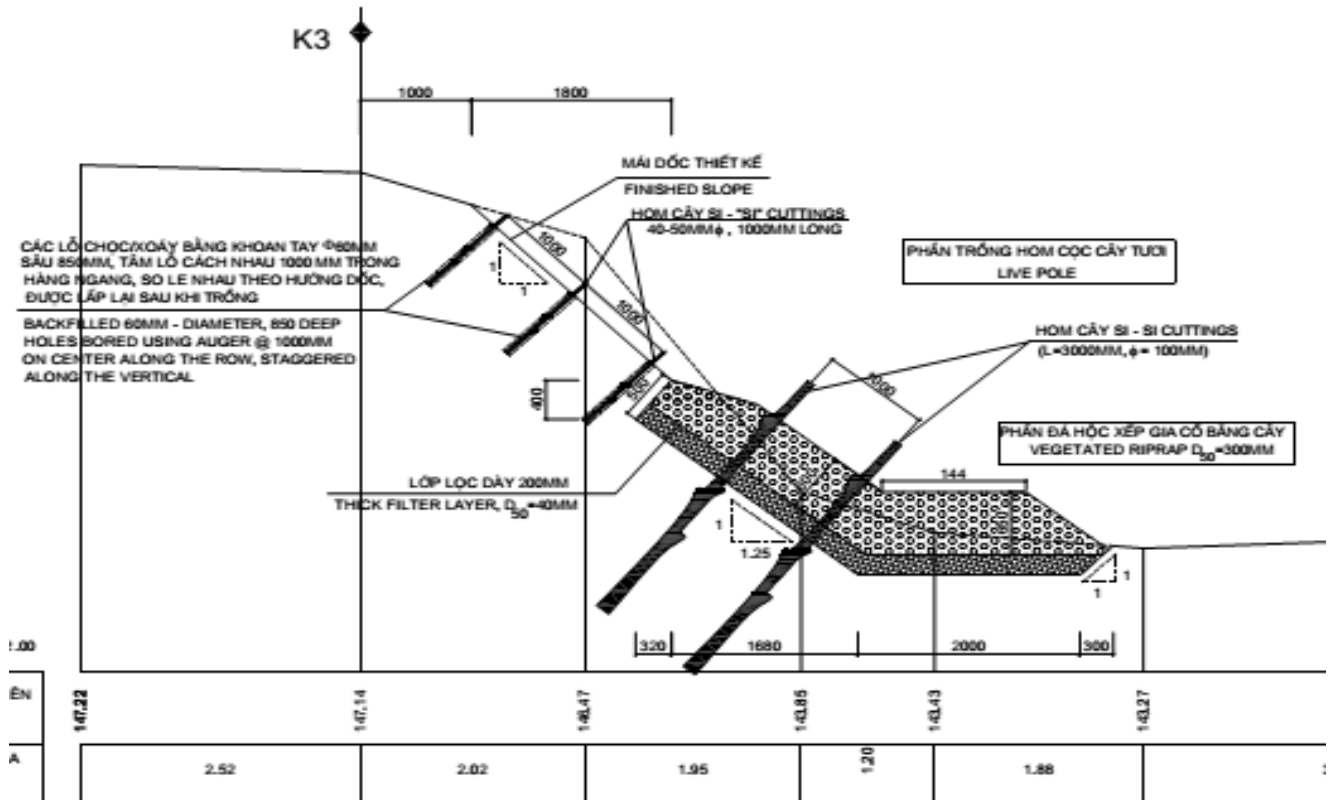 K3
1000
1800
MÁI DỐC THIẾT KẾ
FINISHED SLOPE
HOM CÂY SI - "SI" CUTTINGS
40-50MMϕ, 1000MM LONG
CÁC LỖ CHỌC/XOÁY BẰNG KHOAN TAY Φ60MM
SÂU 850MM, TÂM LỖ CÁCH NHAU 1000 MM TRONG
HÀNG NGANG, SO LE NHAU THEO HƯỚNG DỐC,
ĐƯỢC LẤP LẠI SAU KHI TRỒNG
BACKFILLED 60MM - DIAMETER, 850 DEEP
HOLES BORED USING AUGER @ 1000MM
ON CENTER ALONG THE ROW, STAGGERED
ALONG THE VERTICAL
1000
1
1
1000
PHẦN TRỒNG HOM CỌC CÂY TƯƠI
LIVE POLE
HOM CÂY SI - SI CUTTINGS
(L=3000MM, ϕ= 100MM)
1000
400
PHẦN ĐÁ HỘC XẾP GIA CỐ BẰNG CÂY
VEGETATED RIPRAP D50=300MM
LỚP LỌC DÀY 200MM
THICK FILTER LAYER, D50=40MM
144
1
1.25
1
1
320
1680
2000
300
.00
ÊN
147.22
147.14
146.47
143.85
143.43
143.27
A
2.52
2.02
1.95
1.20
1.88